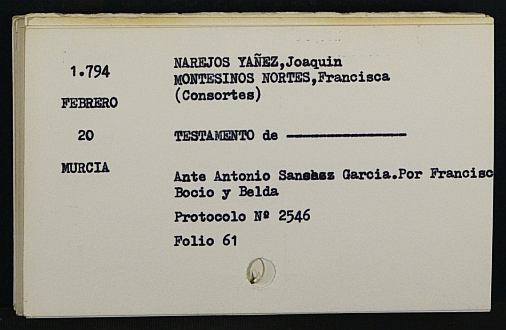 1.794
NAREJOS YAÑEZ,Joaquin
MONTESINOS NORTES,Francisca
(Consortes)
FEBRERO
20
TESTAMENTO de
MURCIA
Ante Antonio Garcia.Por Francisc
Bocio y Belda
Protocolo Nº 2546
Folio 61